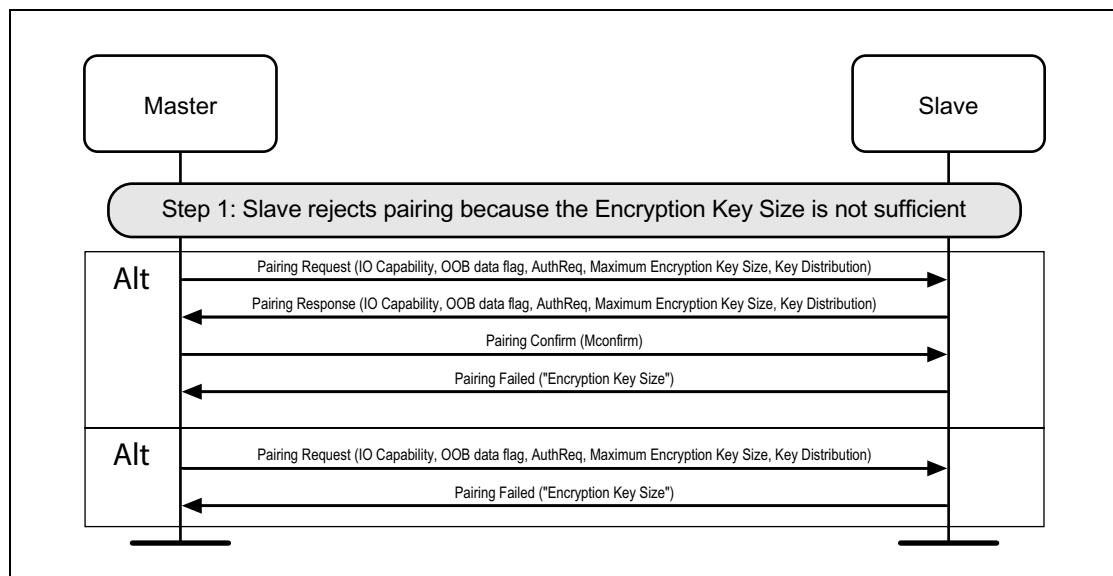 Master
Slave
Step 1: Slave rejects pairing because the Encryption Key Size is not sufficient
Alt
Pairing Request (IO Capability, OOB data flag, AuthReq, Maximum Encryption Key Size, Key Distribution)
Pairing Response (IO Capability, OOB data flag, AuthReq, Maximum Encryption Key Size, Key Distribution)
Pairing Confirm (Mconfirm)
Pairing Failed ("Encryption Key Size")
Alt
Pairing Request (IO Capability, OOB data flag, AuthReq, Maximum Encryption Key Size, Key Distribution)
Pairing Failed ("Encryption Key Size")